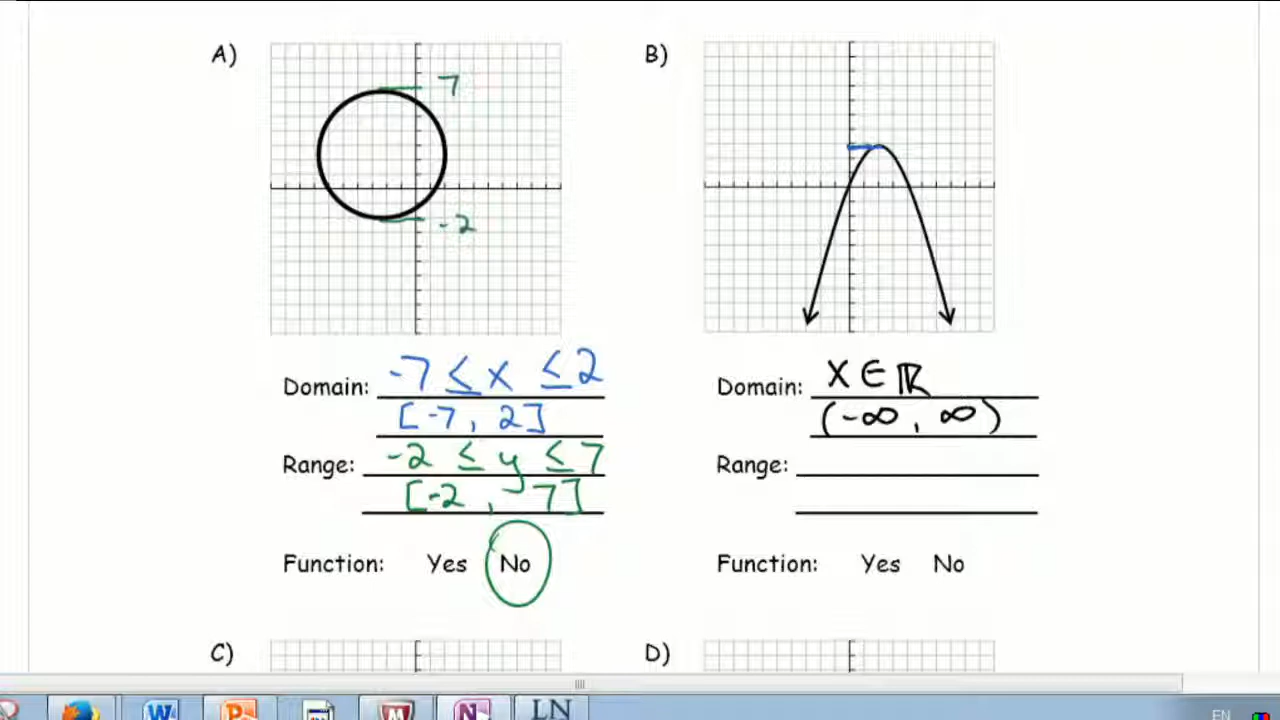 A)
B)
7
-2
Domain: -7 ≤ x ≤ 2
[-7, 2]
Range: -2 ≤ y ≤ 7
[-2, 7]
Function: Yes No
Domain: X ∈ ℝ
(-∞, ∞)
Range:
Function: Yes No
C)
D)
W
P
N
LN
EN